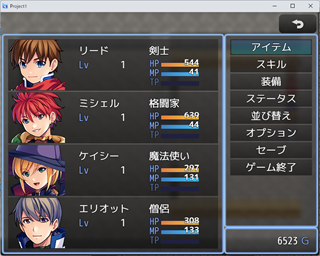 Project1
リード 剣士
Lv 1 HP 544
MP 41
TP
ミシェル 格闘家
Lv 1 HP 639
MP 44
TP
ケイシー 魔法使い
Lv 1 HP 297
MP 131
TP
エリオット 僧侶
Lv 1 HP 308
MP 133
TP
アイテム
スキル
装備
ステータス
並び替え
オプション
セーブ
ゲーム終了
6523 G